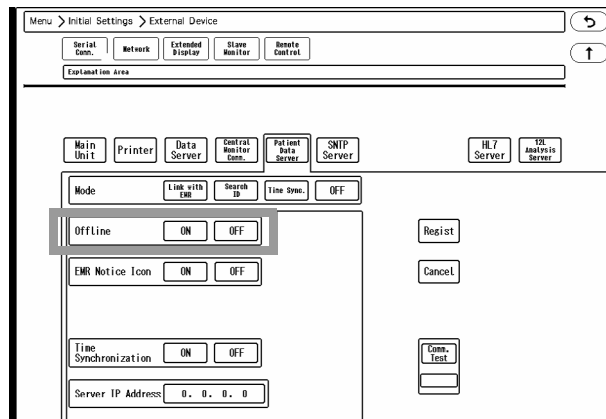 Menu > Initial Settings > External Device
Serial Conn.
Network
Extended Display
Slave Monitor
Remote Control
Explanation Area
Main Unit
Printer
Data Server
Central Monitor Conn.
Patient Data Server
SNTP Server
HL7 Server
12L Analysis Server
Mode
Link with EMR
Search ID
Time Sync.
OFF
Offline
ON
OFF
Regist
EMR Notice Icon
ON
OFF
Cancel
Time Synchronization
ON
OFF
Comm. Test
Server IP Address
0. 0. 0. 0